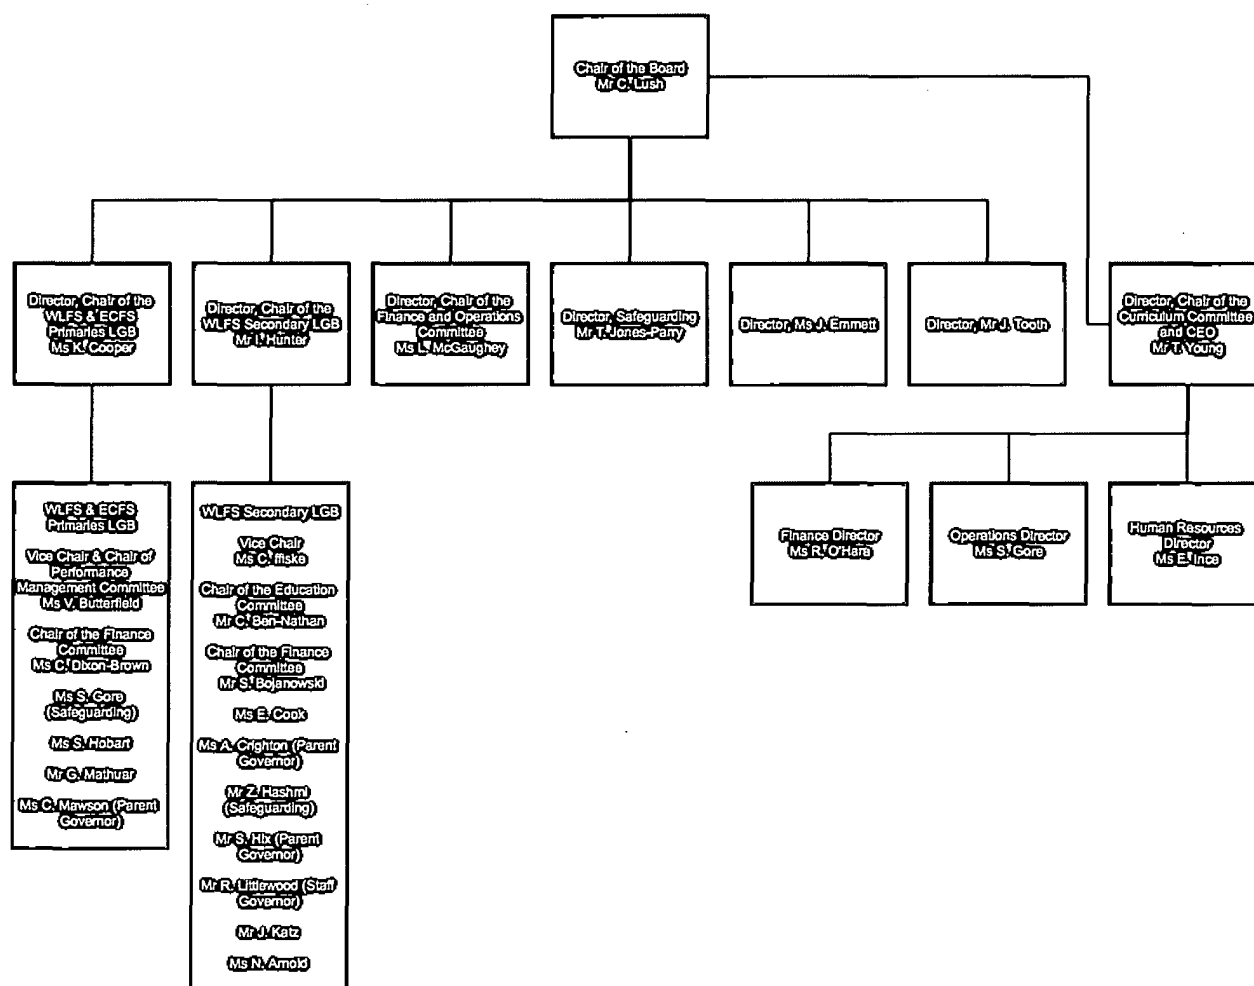 Chair of the Board
Mr C. Lush
Director, Chair of the
WLFS & ECFS
Primaries LGB
Ms K. Cooper
Director, Chair of the
WLFS Secondary LGB
Mr I. Hunter
Director, Chair of the
Finance and Operations
Committee
Ms L. McGaughey
Director, Safeguarding
Mr T. Jones-Parry
Director, Ms J. Emmett
Director, Mr J. Tooth
Director, Chair of the
Curriculum Committee
and CEO
Mr T. Young
WLFS & ECFS
Primaries LGB
Vice Chair & Chair of
Performance
Management Committee
Ms V. Butterfield
Chair of the Finance
Committee
Ms C. Dixon-Brown
Ms S. Gore
(Safeguarding)
Ms S. Hobart
Mr G. Mathuar
Ms C. Mawson (Parent
Governor)
WLFS Secondary LGB
Vice Chair
Ms C. Iffiske
Chair of the Education
Committee
Mr C. Ben-Nathan
Chair of the Finance
Committee
Mr S. Bojanowski
Ms E. Cook
Ms A. Crighton (Parent
Governor)
Mr Z. Hashmi
(Safeguarding)
Mr S. Hix (Parent
Governor)
Mr R. Littlewood (Staff
Governor)
Mr J. Katz
Ms N. Arnold
Finance Director
Ms R. O'Hare
Operations Director
Ms S. Gore
Human Resources
Director
Ms E. Ince